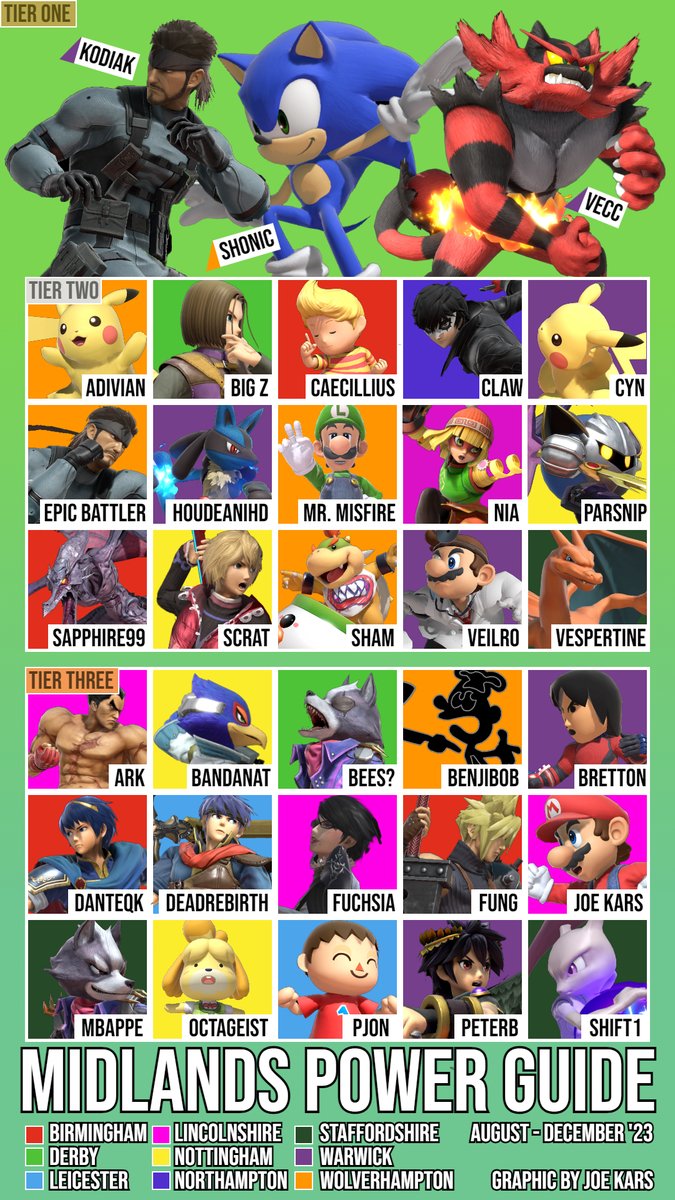 TIER ONE
KODIAK
SHONIC
VECC
TIER TWO
ADIVIAN
BIG Z
CAECILLIUS
CLAW
CYN
EPIC BATTLER
HOUDEANIHD
MR. MISFIRE
NIA
PARSNIP
SAPPHIRE99
SCRAT
SHAM
VEILRO
VESPERTINE
TIER THREE
ARK
BANDANAT
BEES?
BENJIBOB
BRETTON
DANTEQK
DEADREBIRTH
FUCHSIA
FUNG
JOE KARS
MBAPPE
OCTAGEIST
PJON
PETERB
SHIFT1
MIDLANDS POWER GUIDE
BIRMINGHAM LINCOLNSHIRE STAFFORDSHIRE AUGUST - DECEMBER '23
DERBY NOTTINGHAM WARWICK
LEICESTER NORTHAMPTON WOLVERHAMPTON GRAPHIC BY JOE KARS